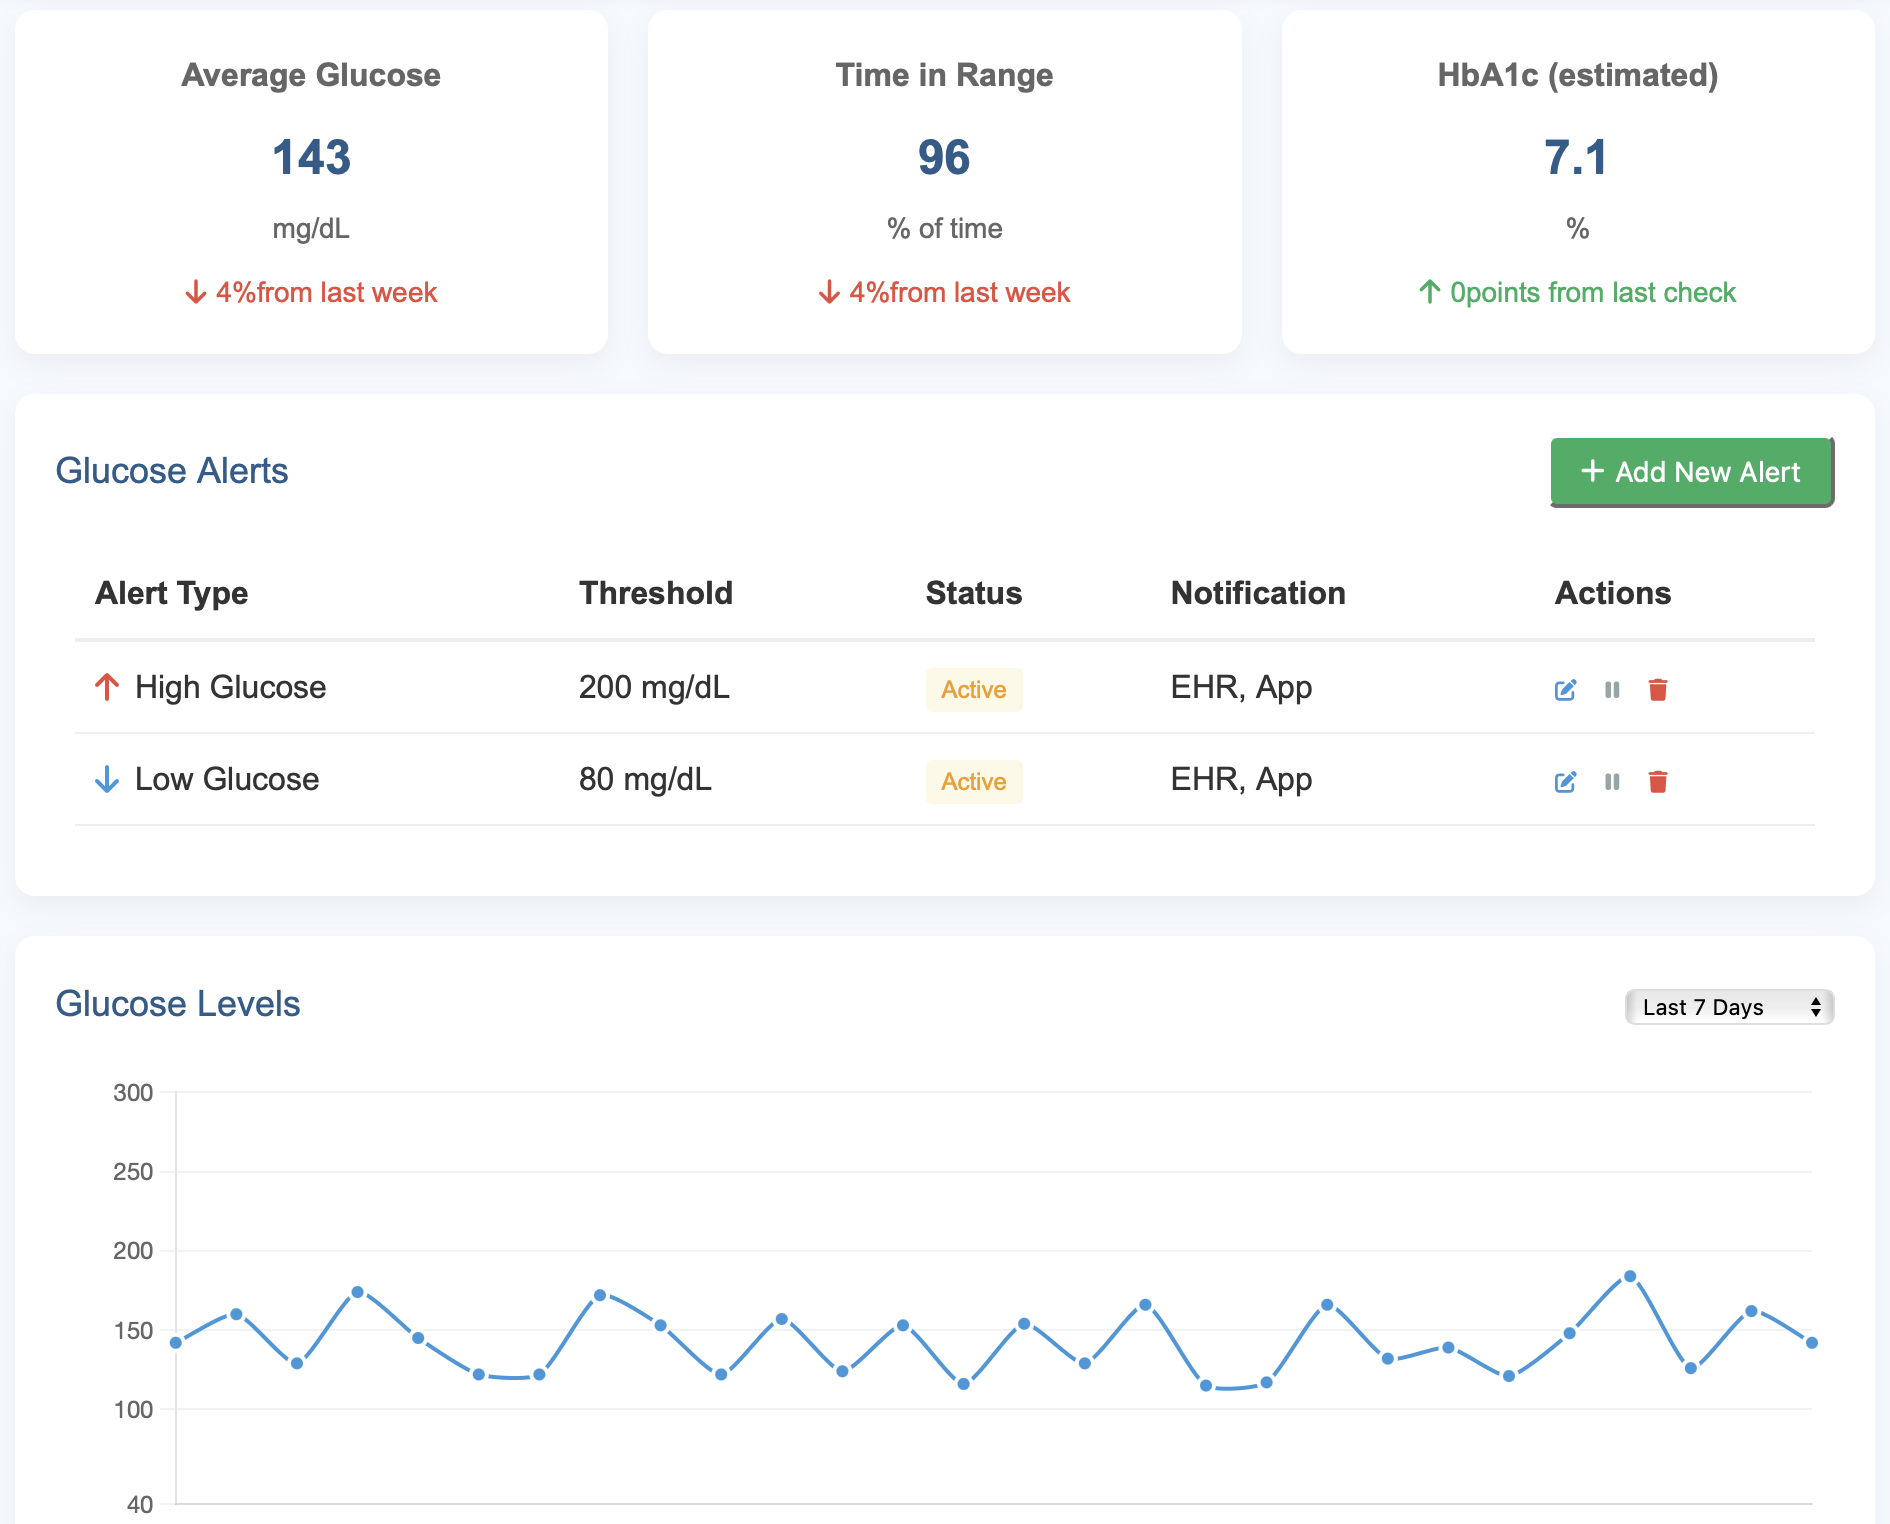 Average Glucose
143
mg/dL
4%from last week
Time in Range
96
% of time
4%from last week
HbA1c (estimated)
7.1
%
0points from last check
Glucose Alerts
Add New Alert
Alert Type Threshold Status Notification Actions
High Glucose 200 mg/dL Active EHR, App
Low Glucose 80 mg/dL Active EHR, App
Glucose Levels
Last 7 Days
300
250
200
150
100
40